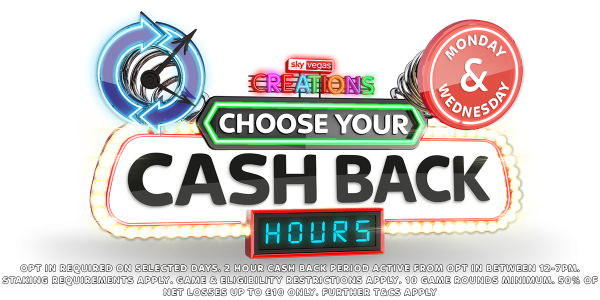 sky vegas
CREATIONS
MONDAY
&
WEDNESDAY
CHOOSE YOUR
CASH BACK
HOURS
OPT IN REQUIRED ON SELECTED DAYS. 2 HOUR CASH BACK PERIOD ACTIVE FROM OPT IN BETWEEN 12-7PM.
STAKING REQUIREMENTS APPLY. GAME & ELIGIBILITY RESTRICTIONS APPLY. 10 GAME ROUNDS MINIMUM. 50% OF
NET LOSSES UP TO £10 ONLY. FURTHER T&CS APPLY